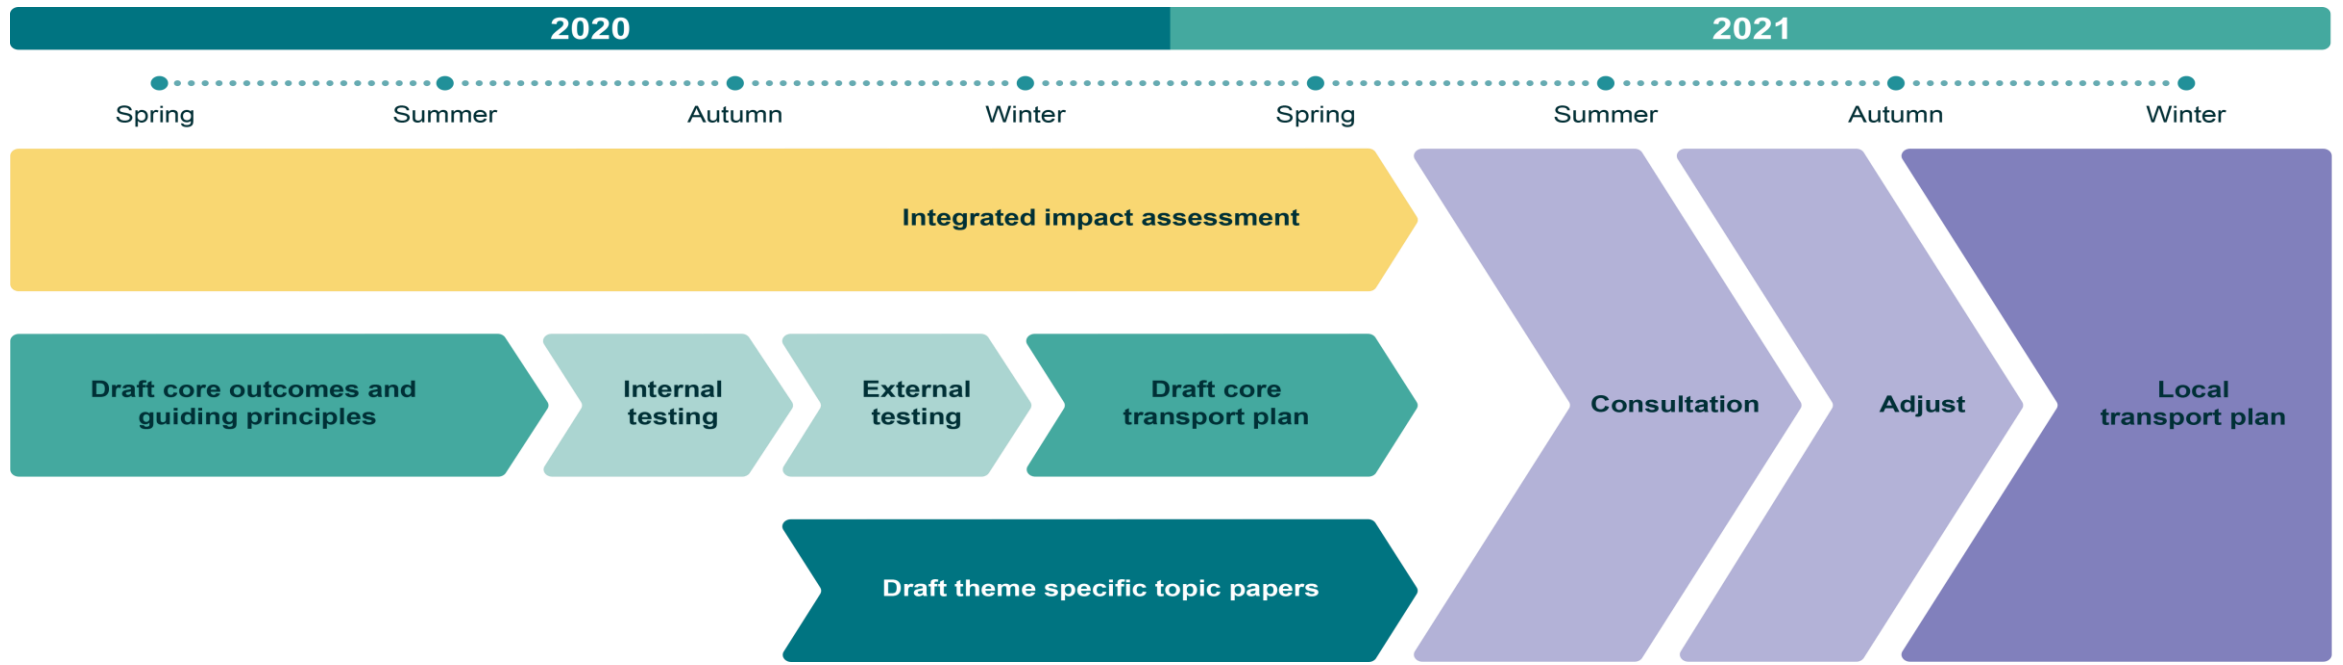 2020
2021
Spring
Summer
Autumn
Winter
Spring
Summer
Autumn
Winter
Integrated impact assessment
Draft core outcomes and
guiding principles
Internal
testing
External
testing
Draft core
transport plan
Draft theme specific topic papers
Consultation
Adjust
Local
transport plan